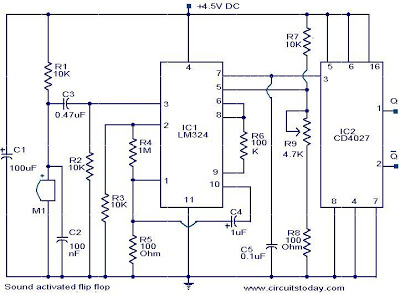 +4.5V DC
R1
10K
C3
0.47uF
C1
100uF
M1
C2
100
nF
R2
10K
R3
10K
R4
1M
R5
100
Ohm
4
3
2
1
11
7
5
6
8
9
10
IC1
LM324
R6
100
K
C4
1uF
C5
0.1uF
R7
10K
R9
4.7K
R8
100
Ohm
5 6 16
3
IC2
CD4027
1
Q
2
Q̅
8 4 7
Sound activated flip flop
www.circuitstoday.com